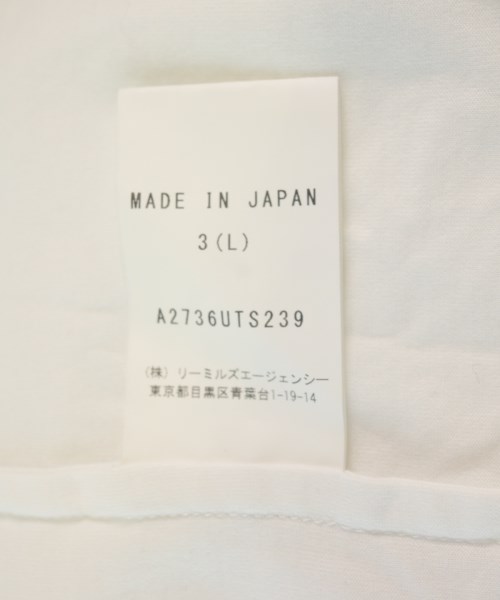 MADE IN JAPAN
3(L)
A2736UTS239
(株) リーミルズエージェンシー
東京都目黒区青葉台1-19-14